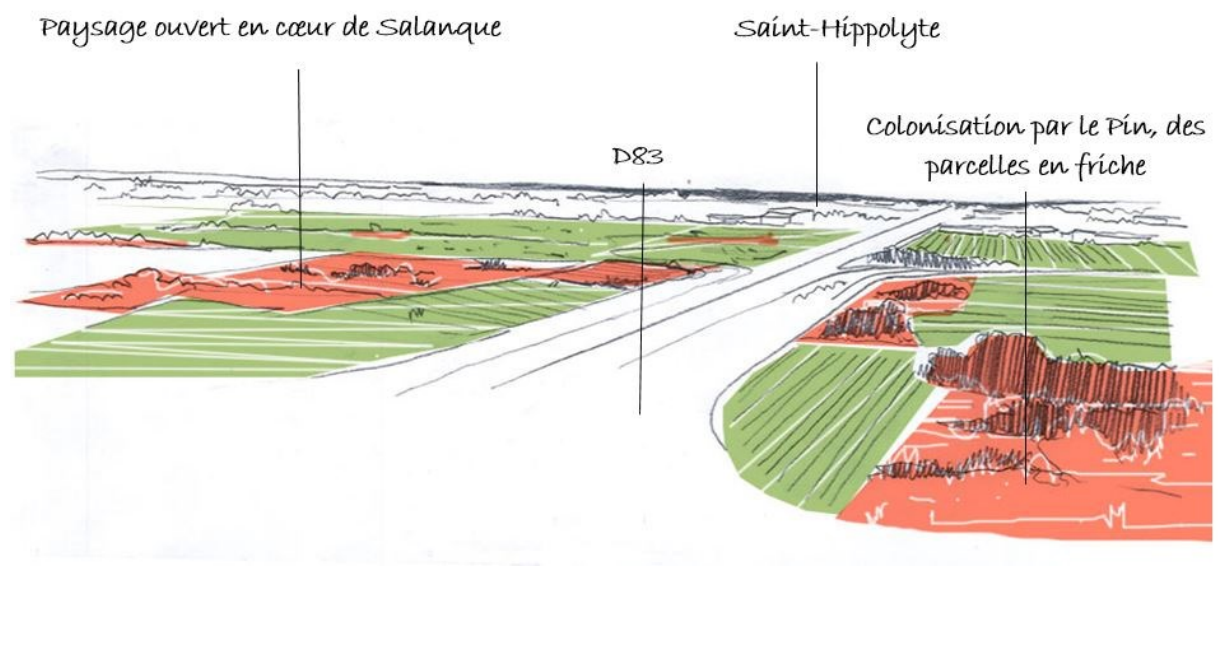 Paysage ouvert en cœur de Salanque
Saint-Hippolyte
Colonisation par le Pin, des
parcelles en friche
D83